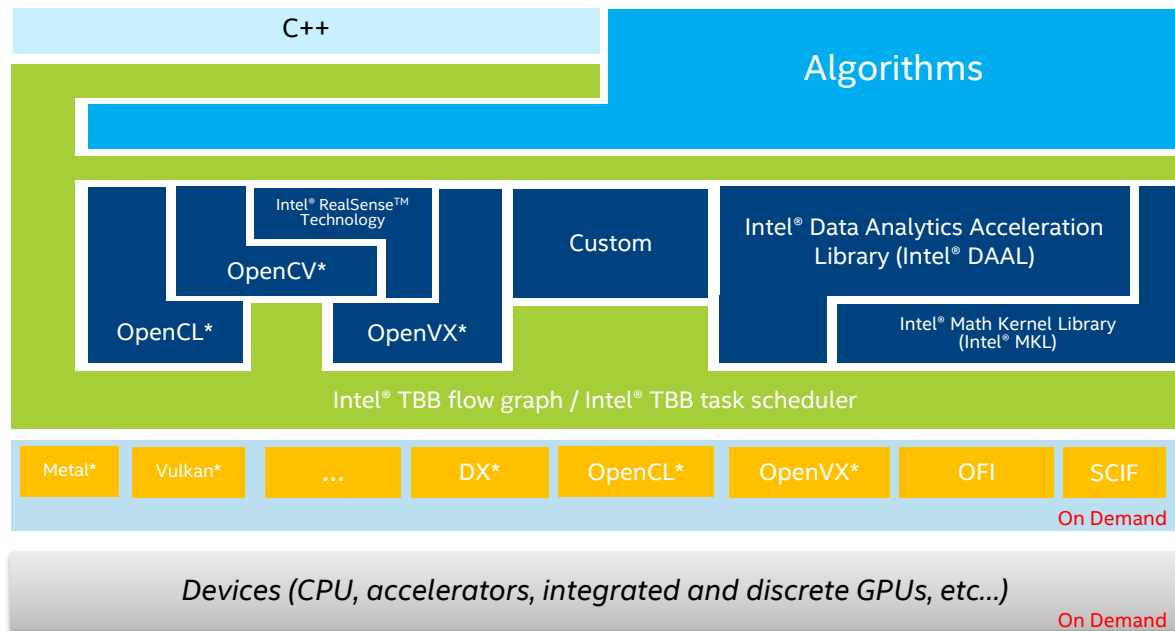 C++
Algorithms
Intel® RealSense™
Technology
OpenCV*
OpenCL*
OpenVX*
Custom
Intel® Data Analytics Acceleration
Library (Intel® DAAL)
Intel® Math Kernel Library
(Intel® MKL)
Intel® TBB flow graph / Intel® TBB task scheduler
Metal*
Vulkan*
...
DX*
OpenCL*
OpenVX*
OFI
SCIF
On Demand
Devices (CPU, accelerators, integrated and discrete GPUs, etc...)
On Demand